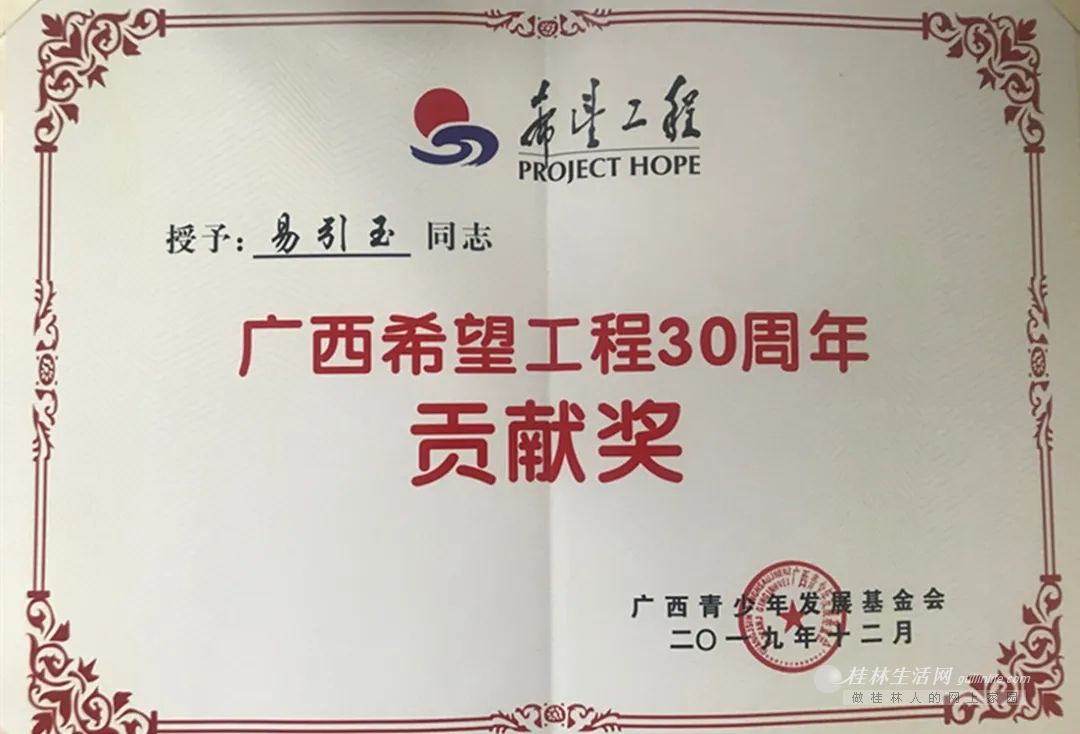 希望工程
PROJECT HOPE
授予：易引玉 同志
广西希望工程30周年
贡献奖
广西青少年发展基金会
二〇一九年十二月
桂林生活网 guilinlife.com
做桂林人的网上家园